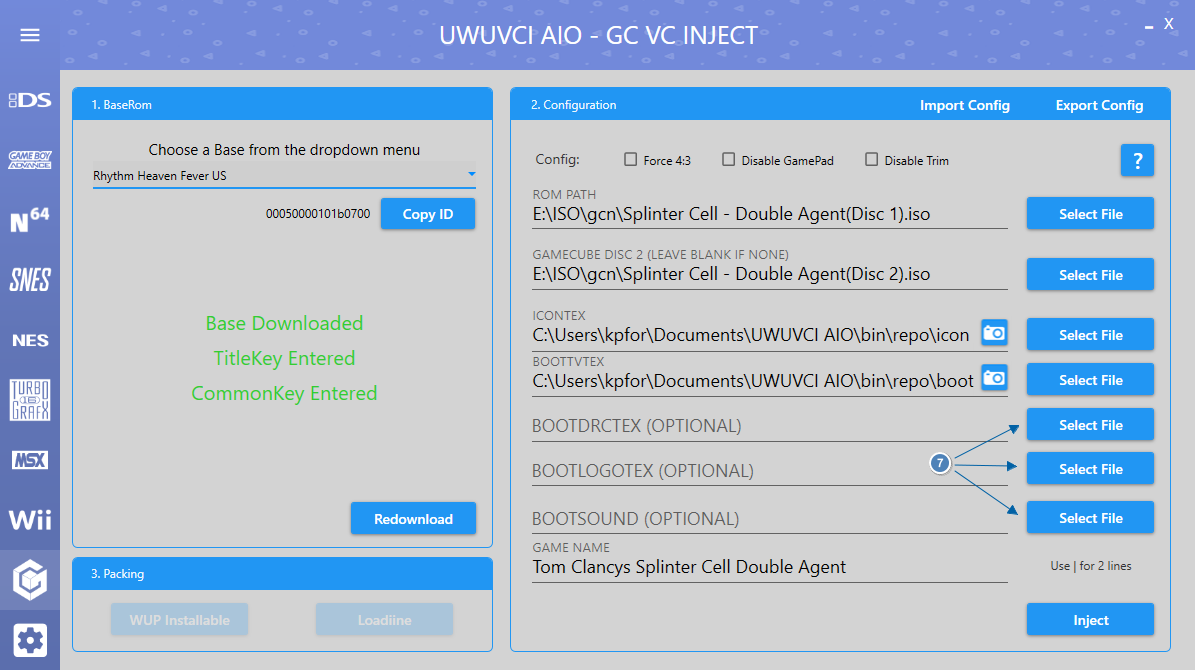 UWUVCI AIO - GC VC INJECT
X
DS
GAME BOY
ADVANCE
N64
SNES
NES
TURBO
GRAFX
MSX
Wii
1. BaseRom
Choose a Base from the dropdown menu
Rhythm Heaven Fever US
00050000101b0700
Copy ID
Base Downloaded
TitleKey Entered
CommonKey Entered
Redownload
3. Packing
WUP Installable
Loadiine
2. Configuration
Import Config
Export Config
Config:
Force 4:3
Disable GamePad
Disable Trim
?
ROM PATH
E:\ISO\gcn\Splinter Cell - Double Agent(Disc 1).iso
Select File
GAMECUBE DISC 2 (LEAVE BLANK IF NONE)
E:\ISO\gcn\Splinter Cell - Double Agent(Disc 2).iso
Select File
ICONTEX
C:\Users\kpfor\Documents\UWUVCI AIO\bin\repo\icon
Select File
BOOTTVTEX
C:\Users\kpfor\Documents\UWUVCI AIO\bin\repo\boot
Select File
BOOTDRCTEX (OPTIONAL)
Select File
7
BOOTLOGOTEX (OPTIONAL)
Select File
BOOTSOUND (OPTIONAL)
Select File
GAME NAME
Tom Clancys Splinter Cell Double Agent
Use | for 2 lines
Inject